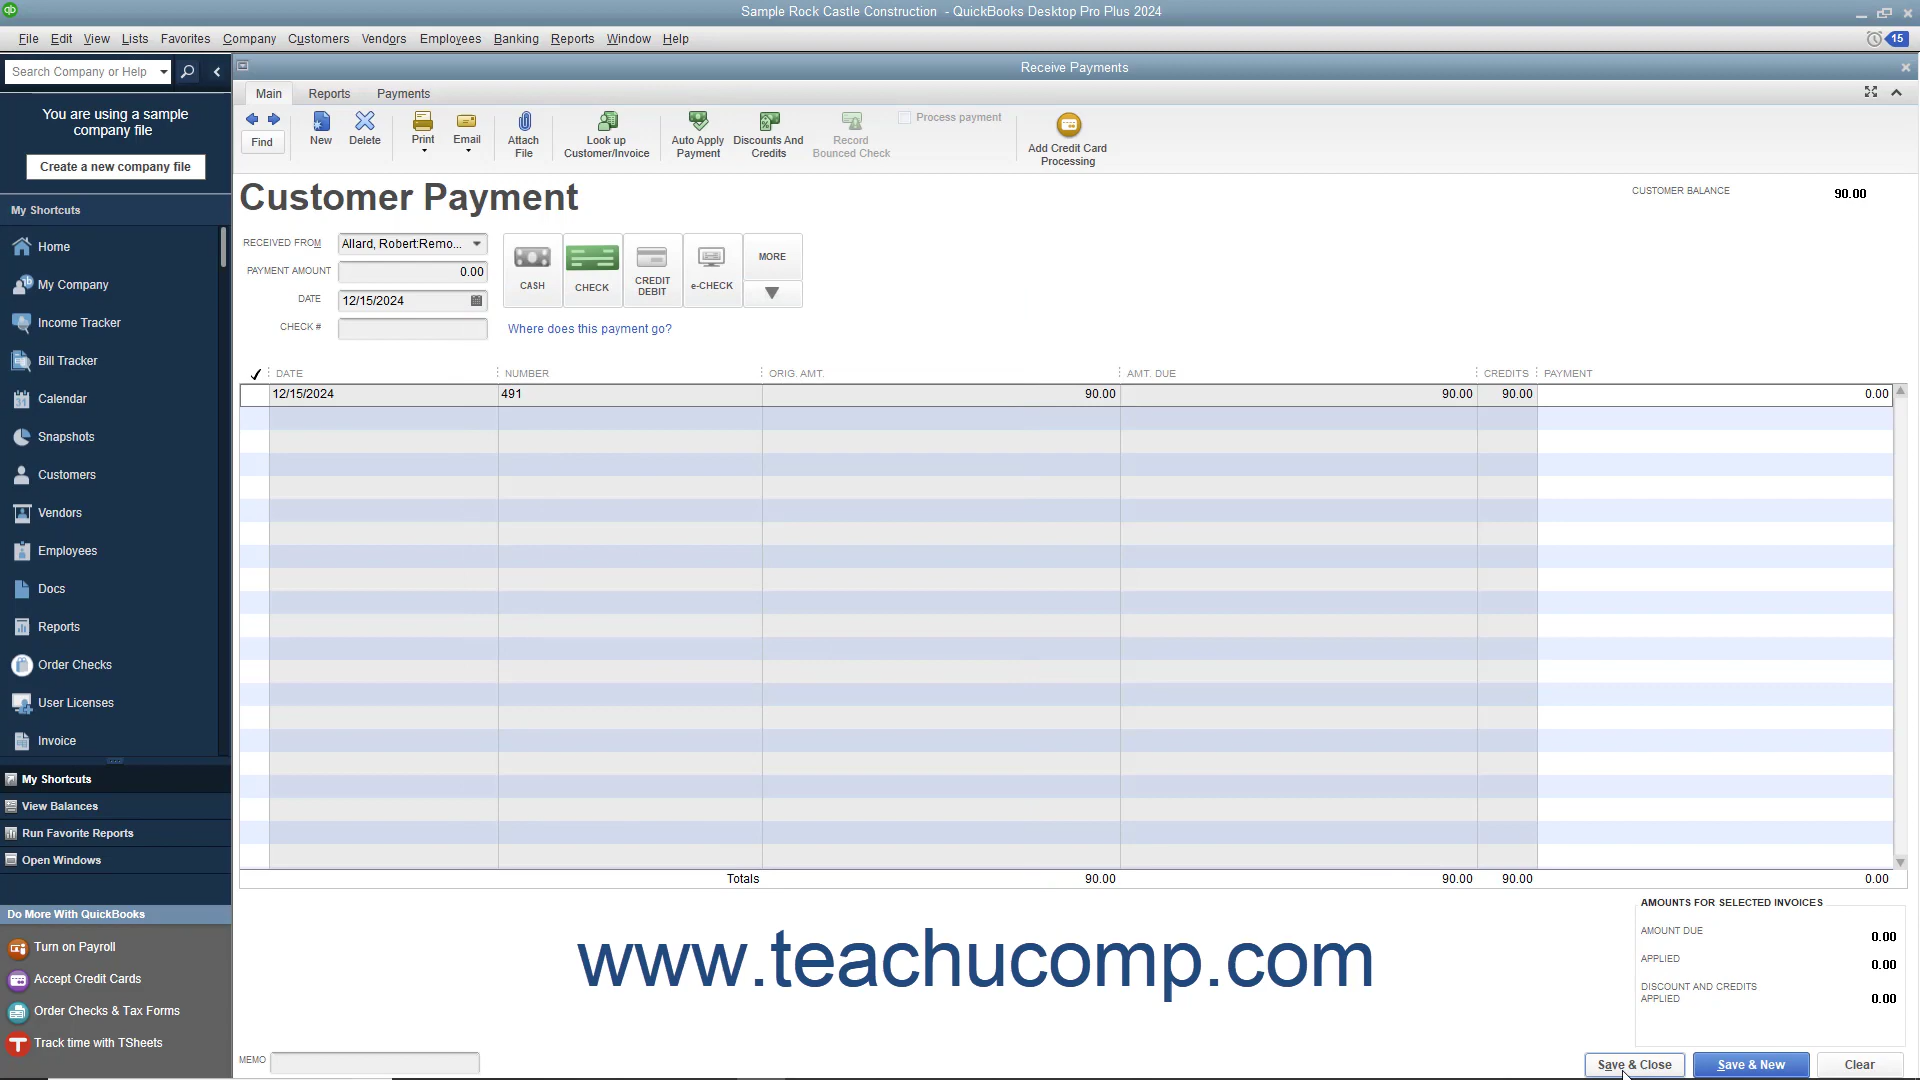 Sample Rock Castle Construction - QuickBooks Desktop Pro Plus 2024
File Edit View Lists Favorites Company Customers Vendors Employees Banking Reports Window Help
15
Search Company or Help
Receive Payments
You are using a sample
company file
Create a new company file
My Shortcuts
Home
My Company
Income Tracker
Bill Tracker
Calendar
Snapshots
Customers
Vendors
Employees
Docs
Reports
Order Checks
User Licenses
Invoice
My Shortcuts
View Balances
Run Favorite Reports
Open Windows
Do More With QuickBooks
Turn on Payroll
Accept Credit Cards
Order Checks & Tax Forms
Track time with TSheets
Main Reports Payments
Find
New
Delete
Print
Email
Attach
File
Look up
Customer/Invoice
Auto Apply
Payment
Discounts And
Credits
Record
Bounced Check
Process payment
Add Credit Card
Processing
Customer Payment
CUSTOMER BALANCE 90.00
RECEIVED FROM Allard, Robert:Remo...
PAYMENT AMOUNT 0.00
DATE 12/15/2024
CHECK #
CASH
CHECK
CREDIT
DEBIT
e-CHECK
MORE
Where does this payment go?
DATE NUMBER ORIG. AMT. AMT. DUE CREDITS PAYMENT
12/15/2024 491 90.00 90.00 90.00 0.00
Totals 90.00 90.00 90.00 0.00
AMOUNTS FOR SELECTED INVOICES
AMOUNT DUE 0.00
APPLIED 0.00
DISCOUNT AND CREDITS
APPLIED 0.00
www.teachucomp.com
MEMO
Save & Close Save & New Clear